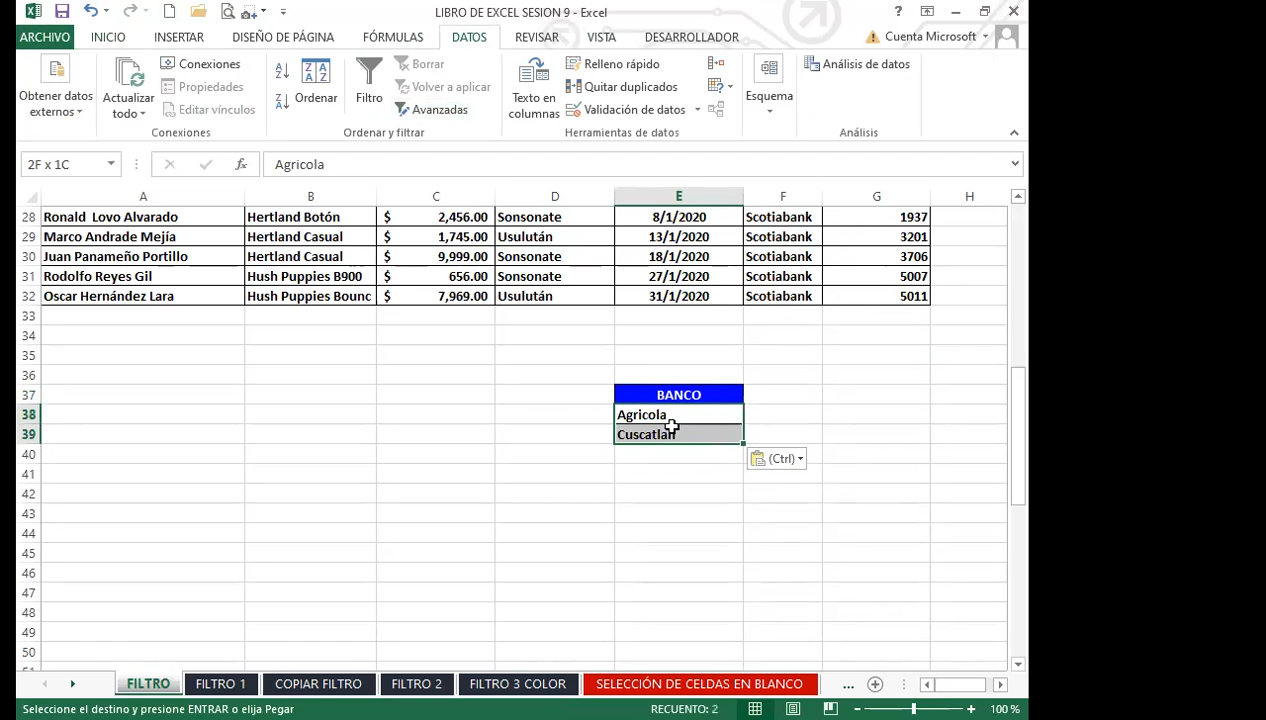 LIBRO DE EXCEL SESION 9 - Excel
ARCHIVO INICIO INSERTAR DISEÑO DE PÁGINA FÓRMULAS DATOS REVISAR VISTA DESARROLLADOR Cuenta Microsoft
Obtener datos externos
Actualizar todo
Conexiones
Propiedades
Editar vínculos
Conexiones
Ordenar
Filtro
Borrar
Volver a aplicar
Avanzadas
Ordenar y filtrar
Texto en columnas
Relleno rápido
Quitar duplicados
Validación de datos
Herramientas de datos
Esquema
Análisis de datos
Análisis
2F x 1C fx Agricola
A B C D E F G H
28 Ronald Lovo Alvarado Hertland Botón $ 2,456.00 Sonsonate 8/1/2020 Scotiabank 1937
29 Marco Andrade Mejía Hertland Casual $ 1,745.00 Usulután 13/1/2020 Scotiabank 3201
30 Juan Panameño Portillo Hertland Casual $ 9,999.00 Sonsonate 18/1/2020 Scotiabank 3706
31 Rodolfo Reyes Gil Hush Puppies B900 $ 656.00 Sonsonate 27/1/2020 Scotiabank 5007
32 Oscar Hernández Lara Hush Puppies Bounc $ 7,969.00 Usulután 31/1/2020 Scotiabank 5011
33
34
35
36
37 BANCO
38 Agricola
39 Cuscatlan
40 (Ctrl)
41
42
43
44
45
46
47
48
49
50
FILTRO FILTRO 1 COPIAR FILTRO FILTRO 2 FILTRO 3 COLOR SELECCIÓN DE CELDAS EN BLANCO ...
Seleccione el destino y presione ENTRAR o elija Pegar RECUENTO: 2 100 %